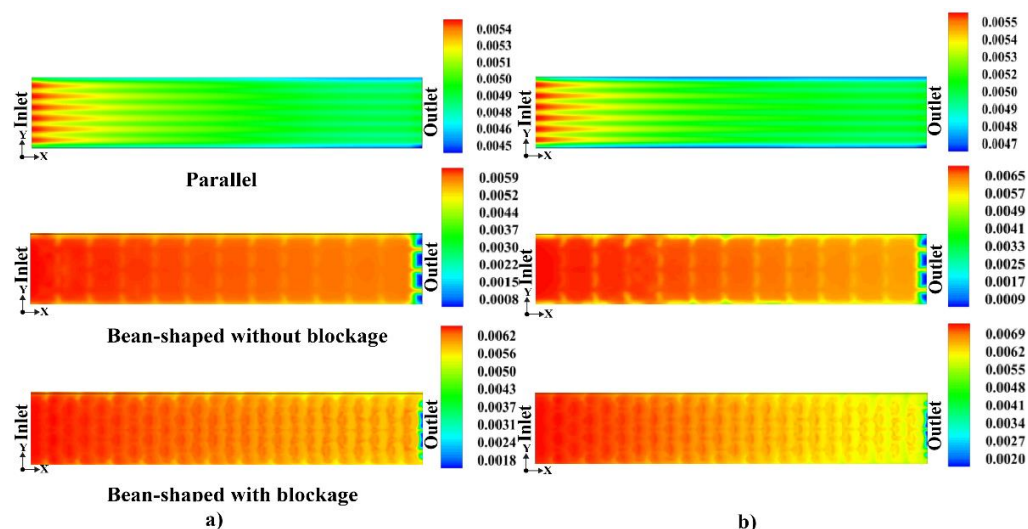 0.0054
0.0053
0.0051
0.0050
0.0049
0.0048
0.0046
0.0045
Inlet
Outlet
Y
X
Parallel
0.0055
0.0054
0.0053
0.0052
0.0050
0.0049
0.0048
0.0047
Inlet
Outlet
Y
X
0.0059
0.0052
0.0044
0.0037
0.0030
0.0022
0.0015
0.0008
Inlet
Outlet
Y
X
Bean-shaped without blockage
0.0065
0.0057
0.0049
0.0041
0.0033
0.0025
0.0017
0.0009
Inlet
Outlet
Y
X
0.0062
0.0056
0.0050
0.0043
0.0037
0.0031
0.0024
0.0018
Inlet
Outlet
Y
X
Bean-shaped with blockage
a)
0.0069
0.0062
0.0055
0.0048
0.0041
0.0034
0.0027
0.0020
Inlet
Outlet
Y
X
b)